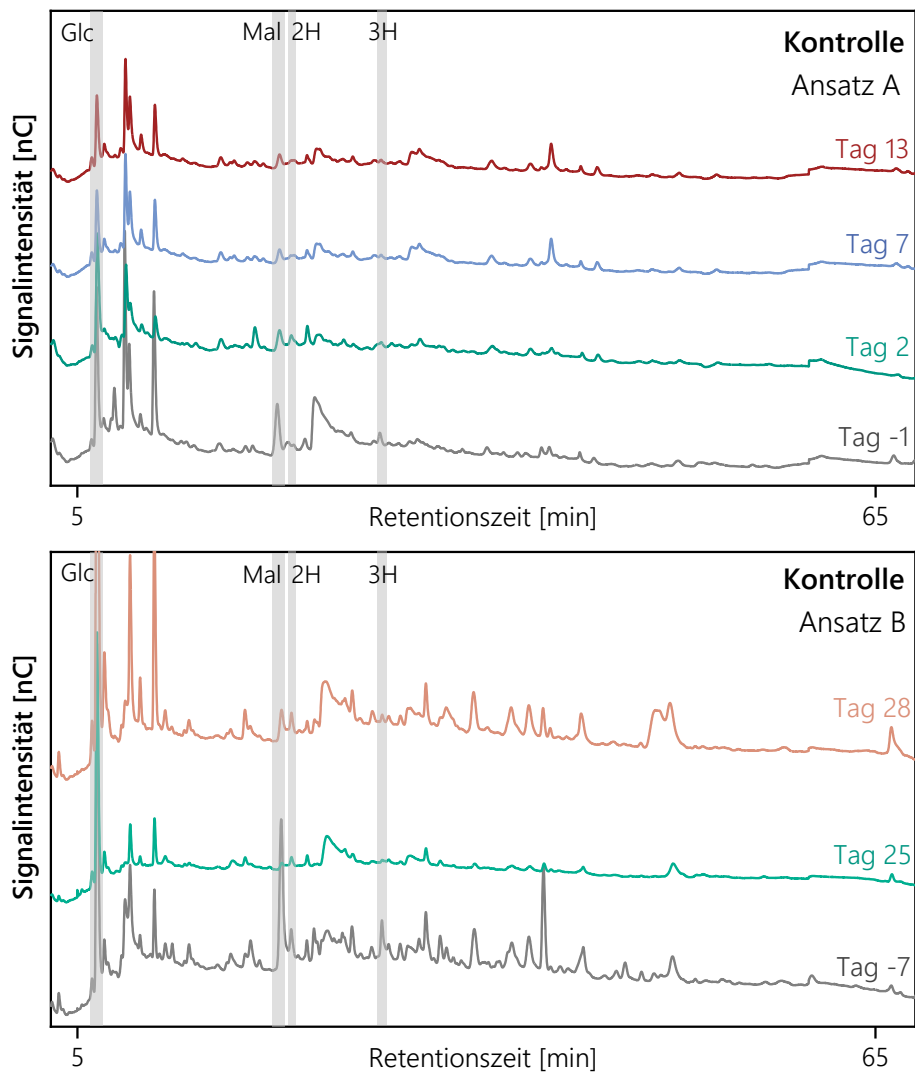 Glc Mal 2H 3H Kontrolle
Ansatz A
Tag 13
Tag 7
Tag 2
Tag -1
Signalintensität [nC]
5 Retentionszeit [min] 65
Glc Mal 2H 3H Kontrolle
Ansatz B
Tag 28
Tag 25
Tag -7
Signalintensität [nC]
5 Retentionszeit [min] 65